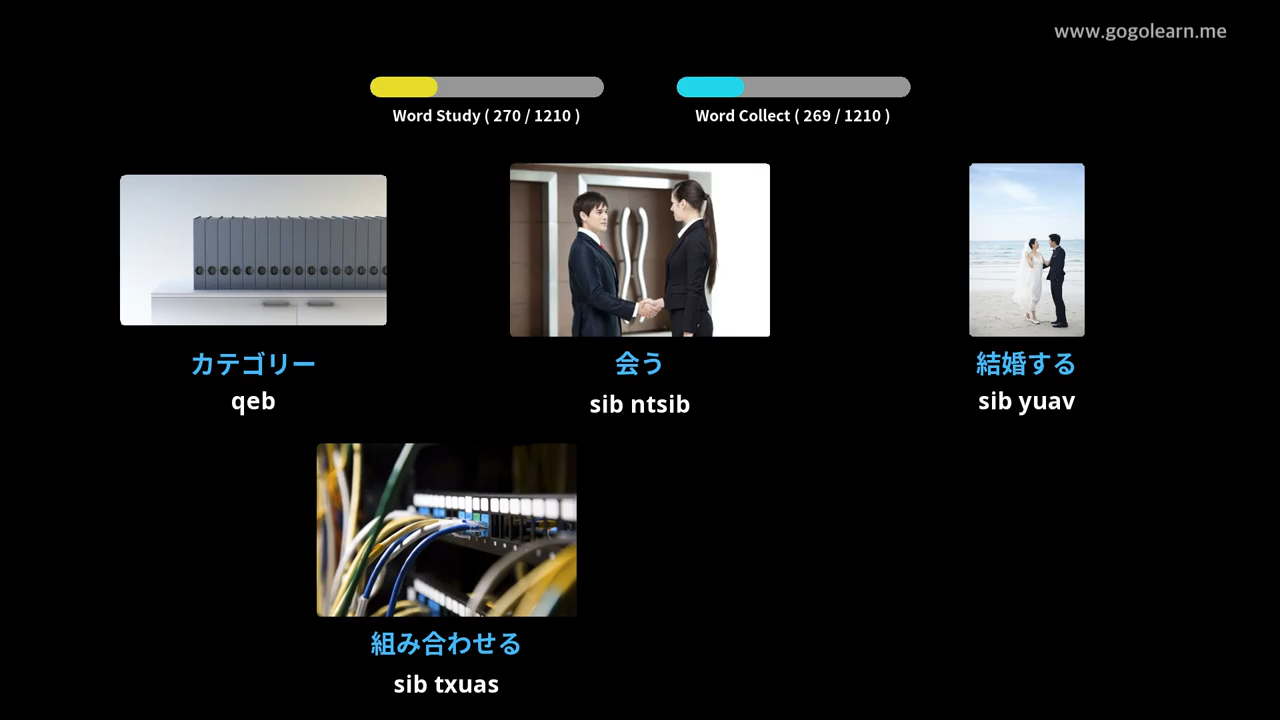 www.gogolearn.me
Word Study ( 270 / 1210 )
Word Collect ( 269 / 1210 )
カテゴリー
qeb
会う
sib ntsib
結婚する
sib yuav
組み合わせる
sib txuas